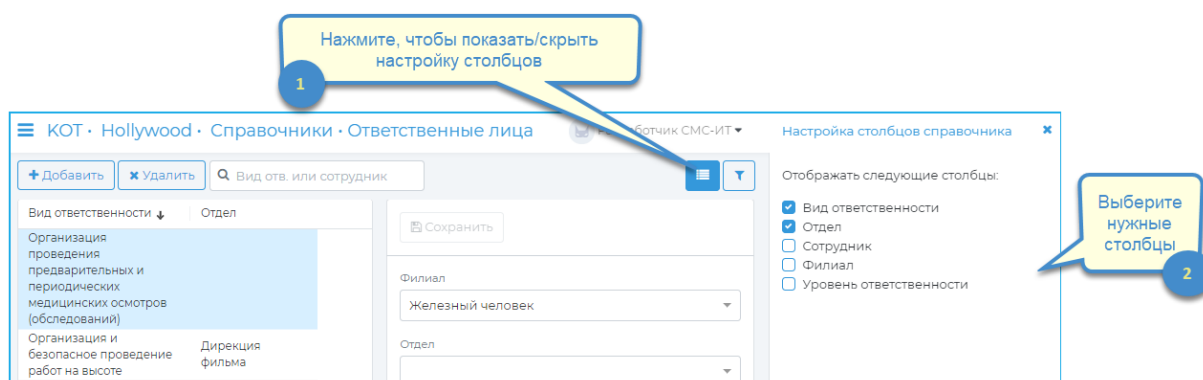 Нажмите, чтобы показать/скрыть
настройку столбцов
1
КОТ · Hollywood · Справочники · Ответственные лица
ботчик СМС-ИТ
Настройка столбцов справочника
Добавить
Удалить
Вид отв. или сотрудник
Отображать следующие столбцы:
Вид ответственности
Отдел
Сотрудник
Филиал
Уровень ответственности
Выберите
нужные
столбцы
2
Вид ответственности
Отдел
Организация
проведения
предварительных и
периодических
медицинских осмотров
(обследований)
Организация и
безопасное проведение
работ на высоте
Дирекция
фильма
Сохранить
Филиал
Железный человек
Отдел